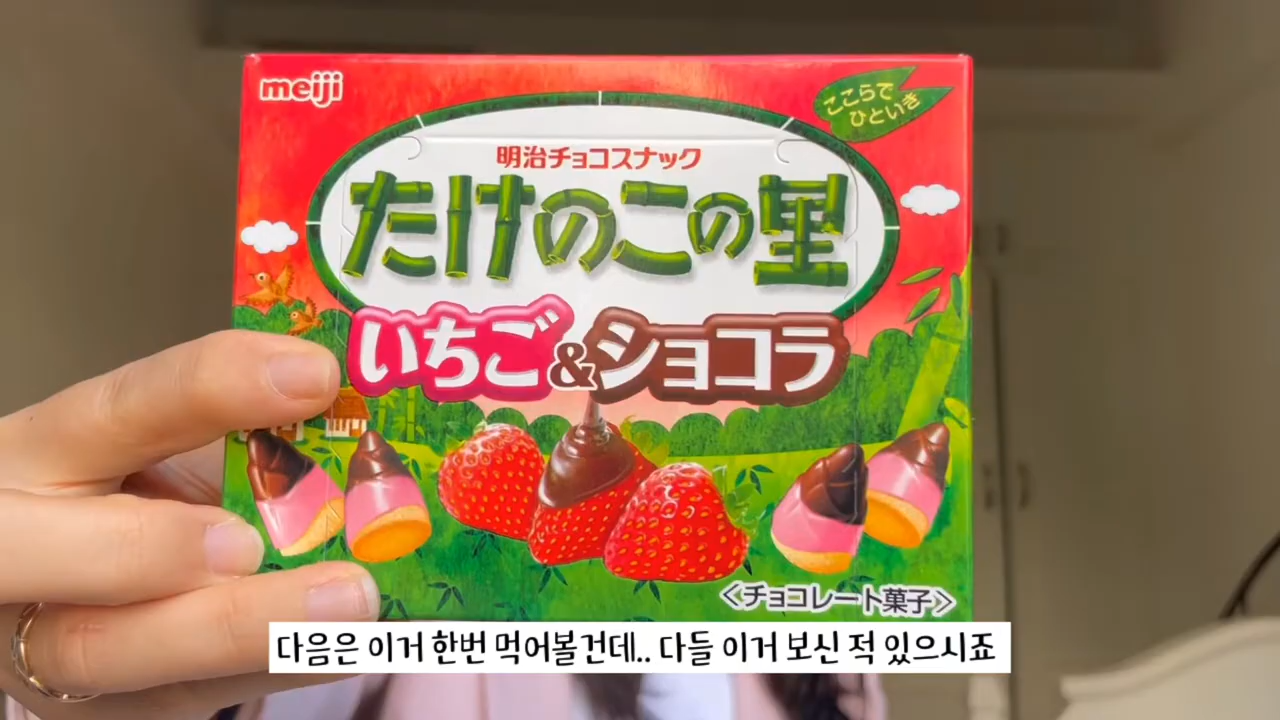 meiji
ここらで
ひといき
明治チョコスナック
たけのこの里
いちご&ショコラ
<チョコレート菓子>
다음은 이거 한번 먹어볼건데.. 다들 이거 보신 적 있으시죠